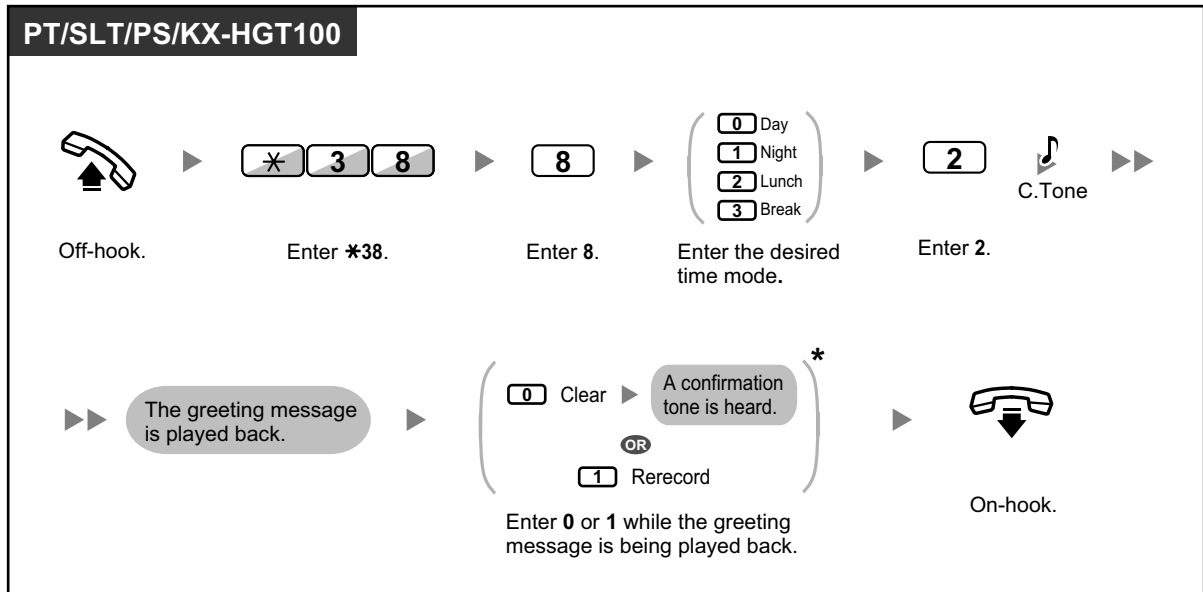 PT/SLT/PS/KX-HGT100
0 Day
1 Night
2 Lunch
3 Break
* 3 8
8
2
C.Tone
Off-hook.
Enter *38.
Enter 8.
Enter the desired
time mode.
Enter 2.
The greeting message
is played back.
0 Clear
A confirmation
tone is heard.
*
OR
1 Rerecord
Enter 0 or 1 while the greeting
message is being played back.
On-hook.